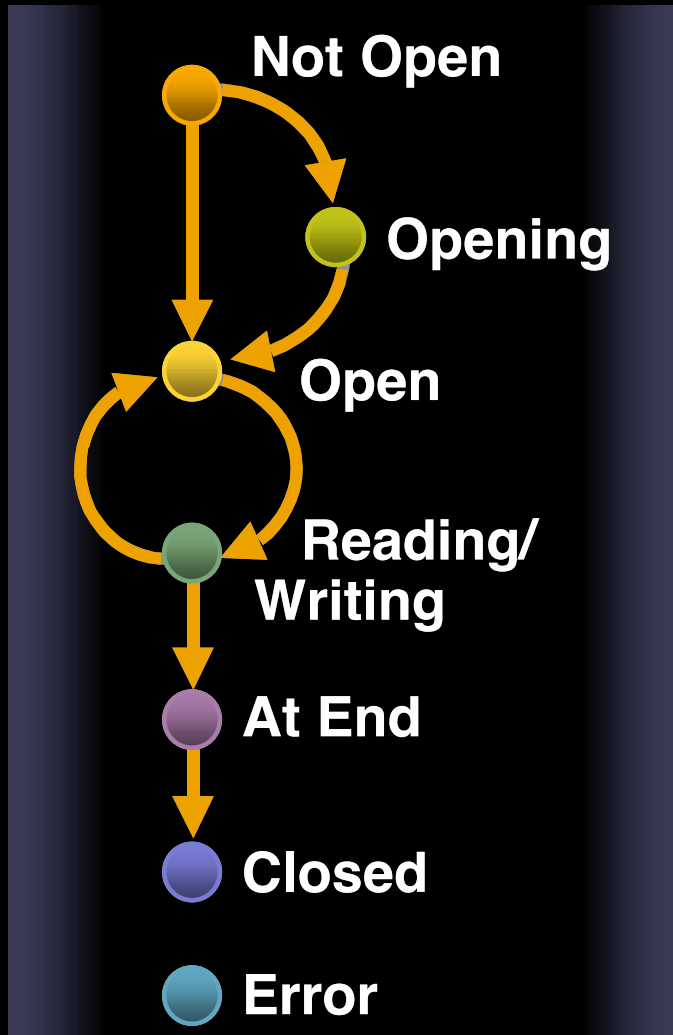 Not Open
Opening
Open
Reading/
Writing
At End
Closed
Error